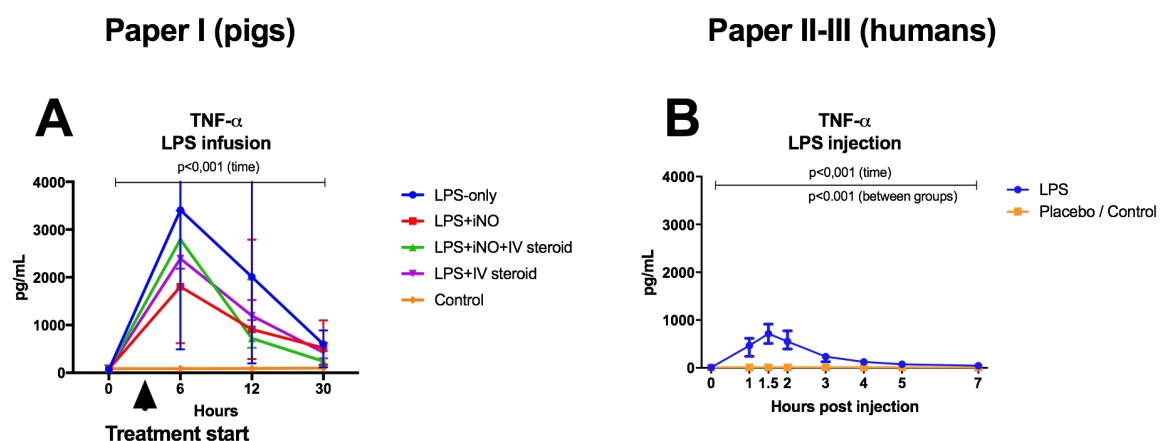 Paper I (pigs)
Paper II-III (humans)
A
TNF-α
LPS infusion
p<0,001 (time)
4000
3000
2000
1000
0
pg/mL
0
6
12
30
Hours
Treatment start
LPS-only
LPS+iNO
LPS+iNO+IV steroid
LPS+IV steroid
Control
B
TNF-α
LPS injection
p<0,001 (time)
p<0.001 (between groups)
4000
3000
2000
1000
0
pg/mL
0
1
1.5
2
3
4
5
7
Hours post injection
LPS
Placebo / Control